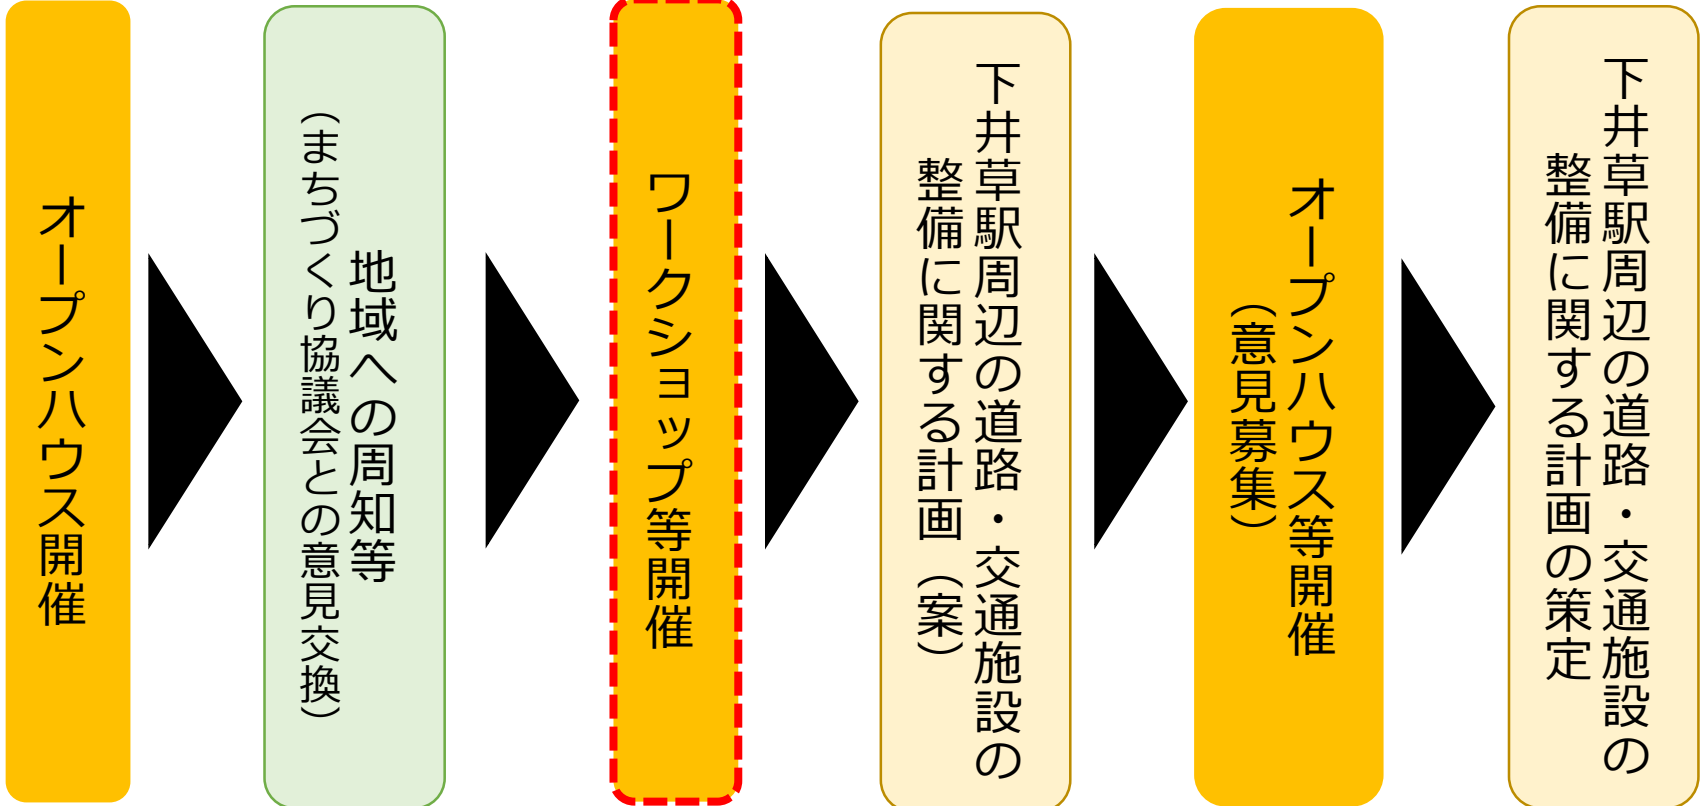 オープンハウス開催
地域への周知等
（まちづくり協議会との意見交換）
ワークショップ等開催
下井草駅周辺の道路・交通施設の
整備に関する計画（案）
オープンハウス等開催
（意見募集）
下井草駅周辺の道路・交通施設の
整備に関する計画の策定